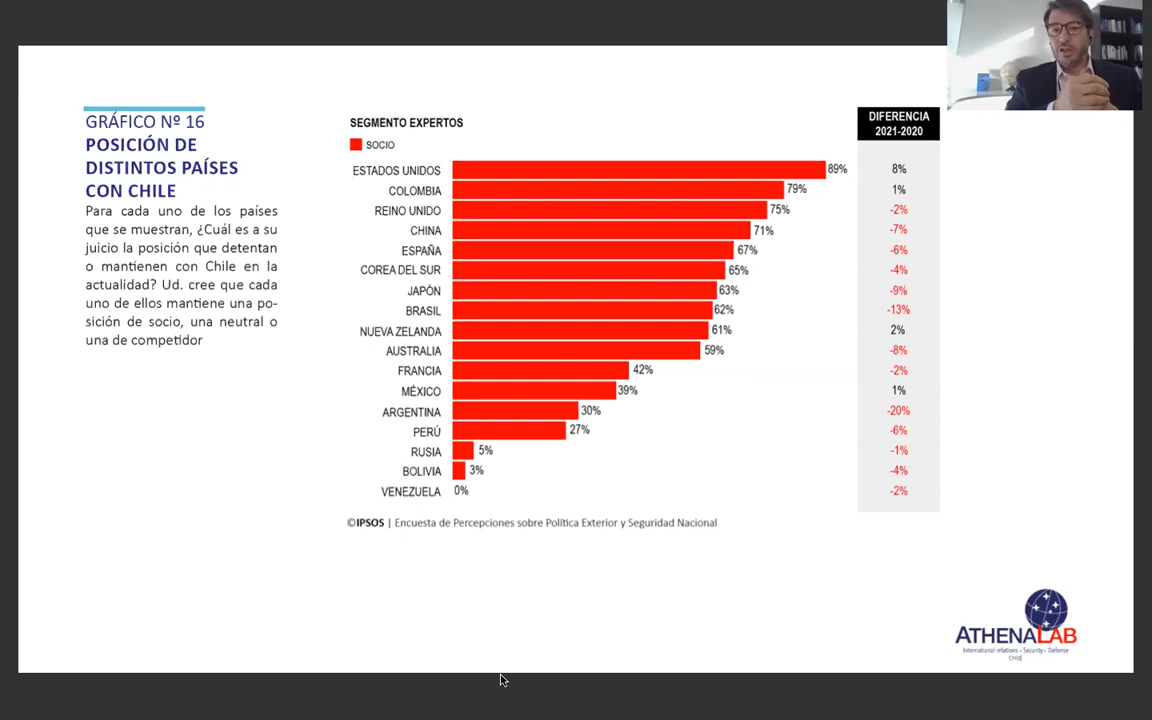 GRÁFICO Nº 16
POSICIÓN DE
DISTINTOS PAÍSES
CON CHILE
Para cada uno de los países
que se muestran, ¿Cuál es a su
juicio la posición que detentan
o mantienen con Chile en la
actualidad? Ud. cree que cada
uno de ellos mantiene una po-
sición de socio, una neutral o
una de competidor
SEGMENTO EXPERTOS
SOCIO
DIFERENCIA
2021-2020
ESTADOS UNIDOS 89% 8%
COLOMBIA 79% 1%
REINO UNIDO 75% -2%
CHINA 71% -7%
ESPAÑA 67% -6%
COREA DEL SUR 65% -4%
JAPÓN 63% -9%
BRASIL 62% -13%
NUEVA ZELANDA 61% 2%
AUSTRALIA 59% -8%
FRANCIA 42% -2%
MÉXICO 39% 1%
ARGENTINA 30% -20%
PERÚ 27% -6%
RUSIA 5% -1%
BOLIVIA 3% -4%
VENEZUELA 0% -2%
©IPSOS | Encuesta de Percepciones sobre Política Exterior y Seguridad Nacional
ATHENALAB
International relations - Security - Defense
CHILE